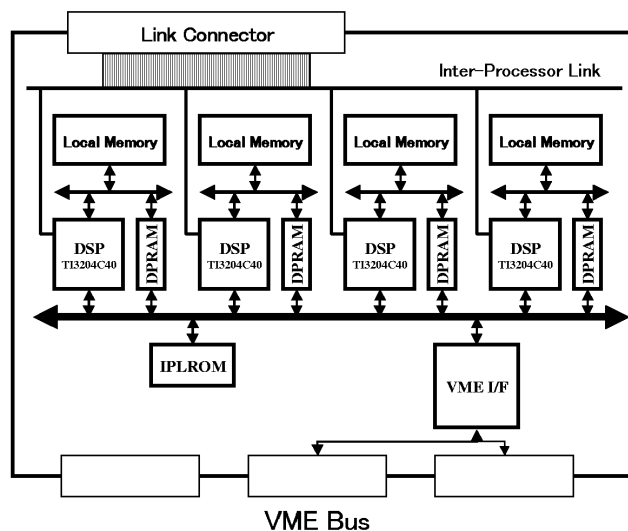 Link Connector
Inter-Processor Link
Local Memory
Local Memory
Local Memory
Local Memory
DSP
TI3204C40
DPRAM
DSP
TI3204C40
DPRAM
DSP
TI3204C40
DPRAM
DSP
TI3204C40
DPRAM
IPLROM
VME I/F
VME Bus